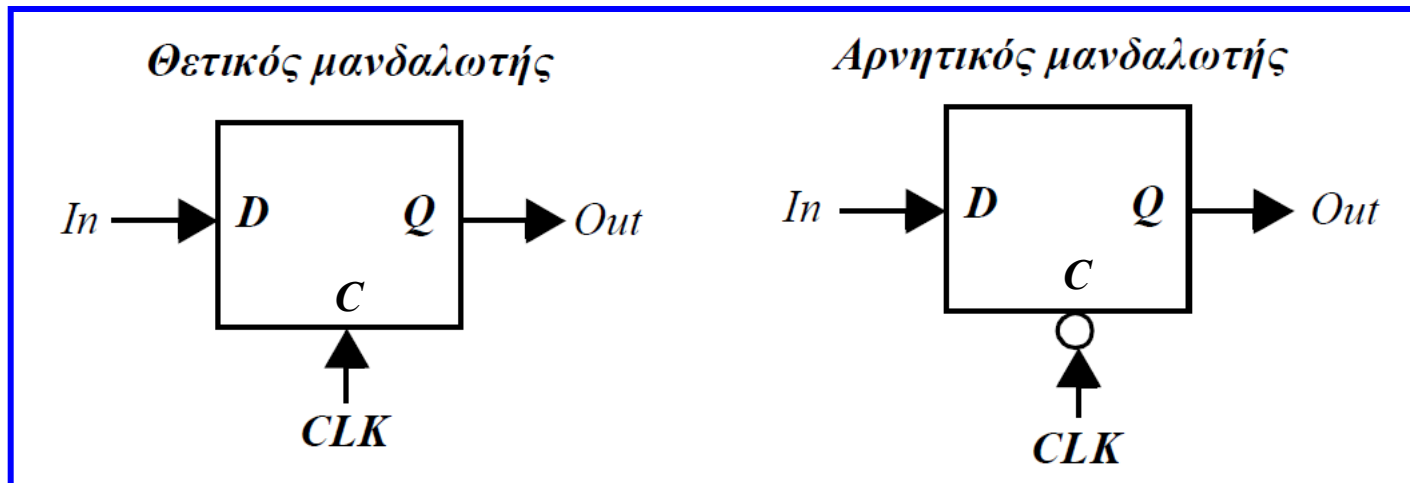 Θετικός μανδαλωτής
In D Q Out
C
CLK
Αρνητικός μανδαλωτής
In D Q Out
C
CLK